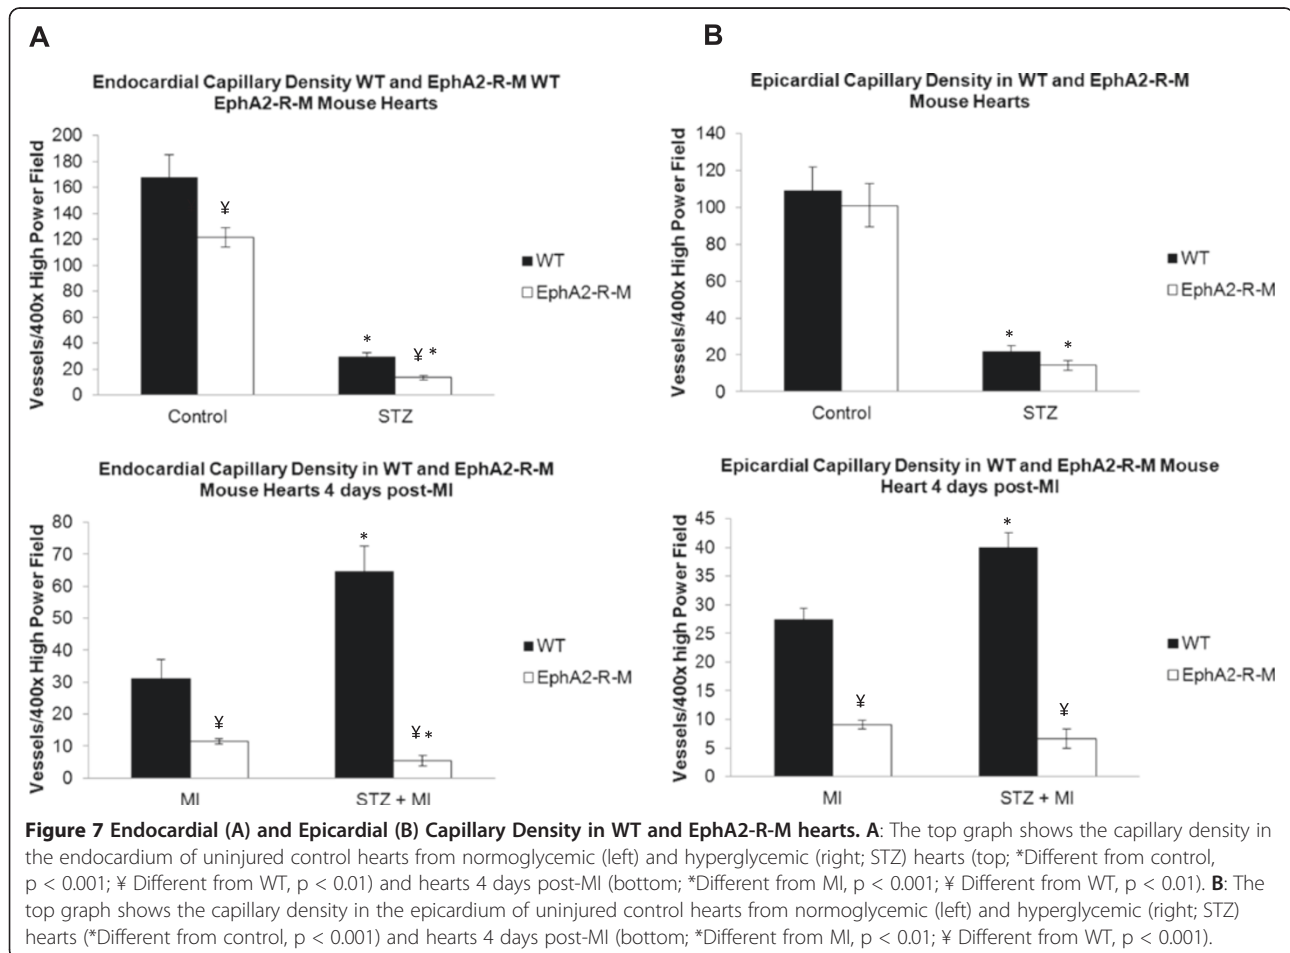 A
Endocardial Capillary Density WT and EphA2-R-M WT
EphA2-R-M Mouse Hearts
Vessels/400x High Power Field
200
180
160
140
120
100
80
60
40
20
0
¥
*
¥ *
Control
STZ
WT
EphA2-R-M
B
Epicardial Capillary Density in WT and EphA2-R-M
Mouse Hearts
Vessels/400x High Power Field
140
120
100
80
60
40
20
0
*
*
Control
STZ
WT
EphA2-R-M
Endocardial Capillary Density in WT and EphA2-R-M
Mouse Hearts 4 days post-MI
Vessels/400x High Power Field
80
70
60
50
40
30
20
10
0
¥
*
¥ *
MI
STZ + MI
WT
EphA2-R-M
Epicardial Capillary Density in WT and EphA2-R-M Mouse
Heart 4 days post-MI
Vessels/400x high Power Field
45
40
35
30
25
20
15
10
5
0
¥
*
¥
MI
STZ + MI
WT
EphA2-R-M
Figure 7 Endocardial (A) and Epicardial (B) Capillary Density in WT and EphA2-R-M hearts. A: The top graph shows the capillary density in
the endocardium of uninjured control hearts from normoglycemic (left) and hyperglycemic (right; STZ) hearts (top; *Different from control,
p < 0.001; ¥ Different from WT, p < 0.01) and hearts 4 days post-MI (bottom; *Different from MI, p < 0.001; ¥ Different from WT, p < 0.01). B: The
top graph shows the capillary density in the epicardium of uninjured control hearts from normoglycemic (left) and hyperglycemic (right; STZ)
hearts (*Different from control, p < 0.001) and hearts 4 days post-MI (bottom; *Different from MI, p < 0.01; ¥ Different from WT, p < 0.001).